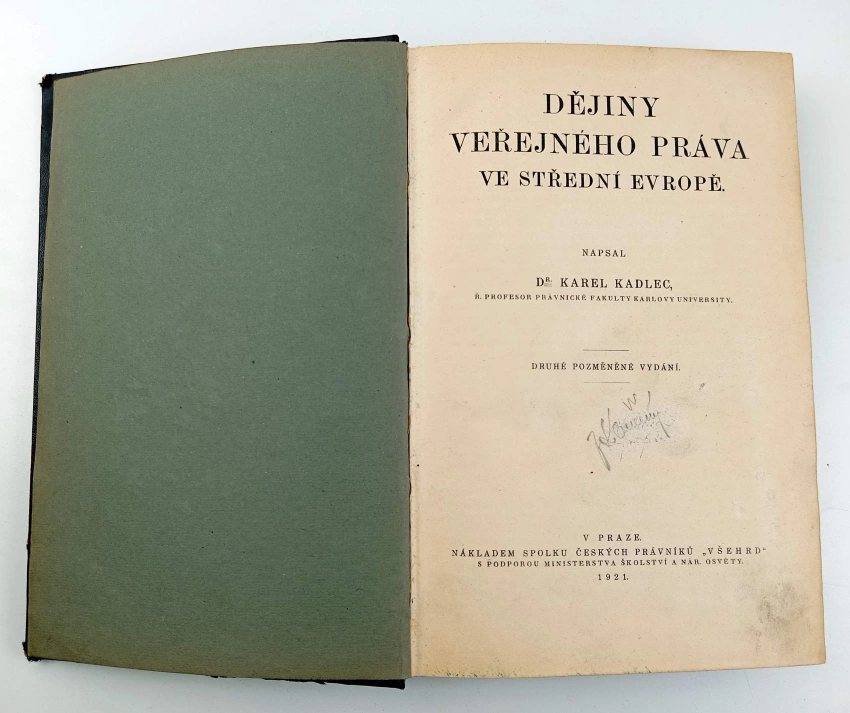 DĚJINY
VEŘEJNÉHO PRÁVA
VE STŘEDNÍ EVROPĚ.
NAPSAL
DR. KAREL KADLEC,
Ř. PROFESOR PRÁVNICKÉ FAKULTY KARLOVY UNIVERSITY.
DRUHÉ POZMĚNĚNÉ VYDÁNÍ.
V PRAZE.
NÁKLADEM SPOLKU ČESKÝCH PRÁVNÍKŮ „VŠEHRD“
S PODPOROU MINISTERSTVA ŠKOLSTVÍ A NÁR. OSVĚTY.
1921.